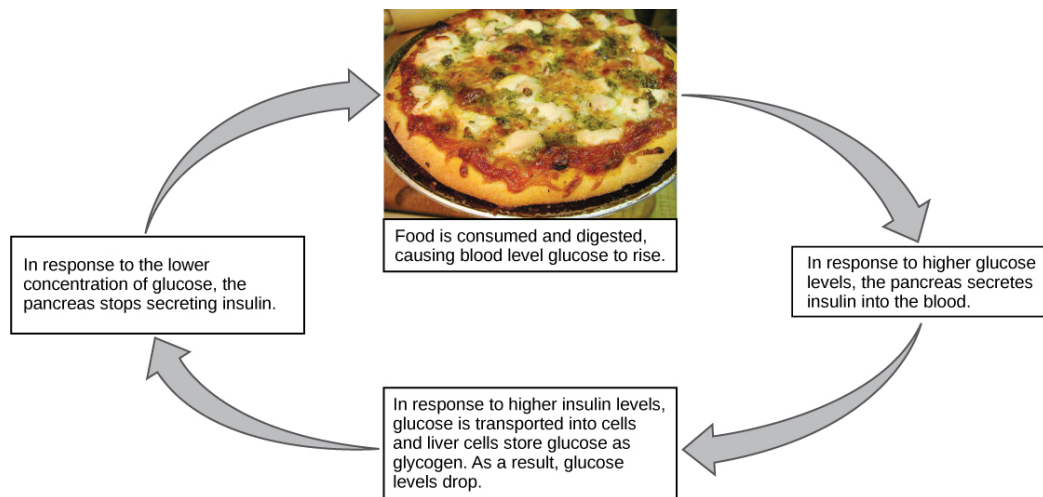 Food is consumed and digested,
causing blood level glucose to rise.
In response to higher glucose
levels, the pancreas secretes
insulin into the blood.
In response to higher insulin levels,
glucose is transported into cells
and liver cells store glucose as
glycogen. As a result, glucose
levels drop.
In response to the lower
concentration of glucose, the
pancreas stops secreting insulin.